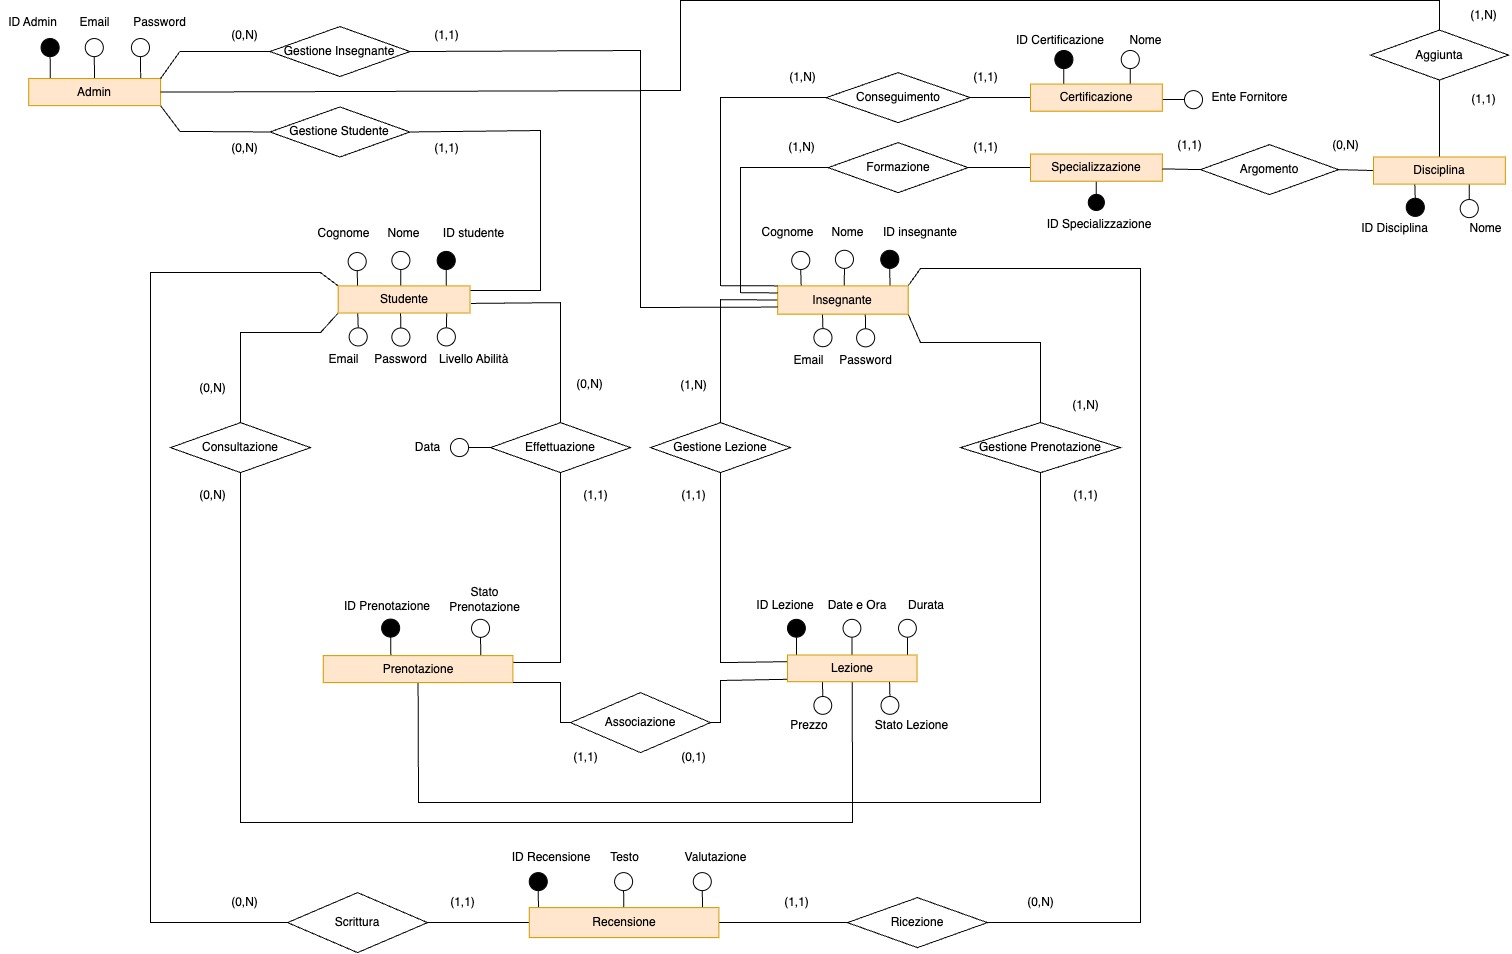 ID Admin
Email
Password
(0,N)
Gestione Insegnante
(1,1)
Admin
Gestione Studente
(0,N)
(1,1)
(1,N)
Aggiunta
(1,1)
ID Certificazione
Nome
(1,N)
Conseguimento
(1,1)
Certificazione
Ente Fornitore
(1,N)
Formazione
(1,1)
Specializzazione
(1,1)
Argomento
(0,N)
Disciplina
ID Specializzazione
ID Disciplina
Nome
Cognome
Nome
ID studente
Studente
Email
Password
Livello Abilità
Cognome
Nome
ID insegnante
Insegnante
Email
Password
(0,N)
(0,N)
(1,N)
(1,N)
Consultazione
Data
Effettuazione
Gestione Lezione
Gestione Prenotazione
(0,N)
(1,1)
(1,1)
(1,1)
ID Prenotazione
Stato
Prenotazione
Prenotazione
ID Lezione
Date e Ora
Durata
Lezione
Prezzo
Stato Lezione
Associazione
(1,1)
(0,1)
ID Recensione
Testo
Valutazione
(0,N)
Scrittura
(1,1)
Recensione
(1,1)
Ricezione
(0,N)